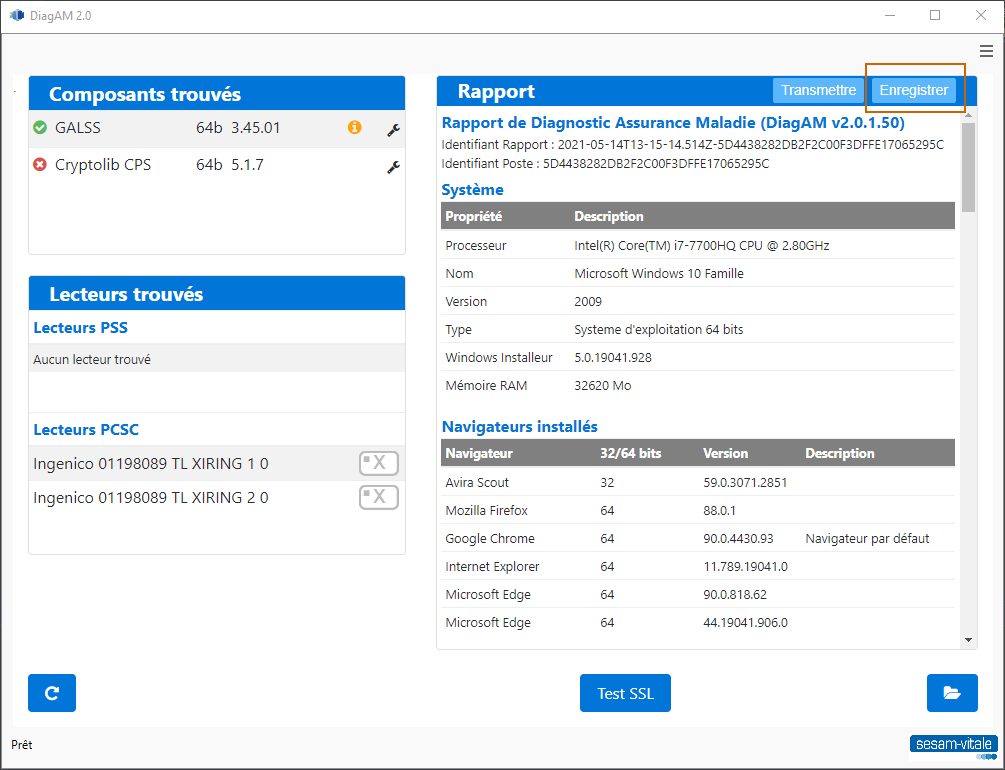 DiagAM 2.0
Composants trouvés
GALSS 64b 3.45.01
Cryptolib CPS 64b 5.1.7
Lecteurs trouvés
Lecteurs PSS
Aucun lecteur trouvé
Lecteurs PCSC
Ingenico 01198089 TL XIRING 1 0
Ingenico 01198089 TL XIRING 2 0
Rapport Transmettre Enregistrer
Rapport de Diagnostic Assurance Maladie (DiagAM v2.0.1.50)
Identifiant Rapport : 2021-05-14T13-15-14.514Z-5D4438282DB2F2C00F3DFFE17065295C
Identifiant Poste : 5D4438282DB2F2C00F3DFFE17065295C
Système
Propriété Description
Processeur Intel(R) Core(TM) i7-7700HQ CPU @ 2.80GHz
Nom Microsoft Windows 10 Famille
Version 2009
Type Systeme d'exploitation 64 bits
Windows Installeur 5.0.19041.928
Mémoire RAM 32620 Mo
Navigateurs installés
Navigateur 32/64 bits Version Description
Avira Scout 32 59.0.3071.2851
Mozilla Firefox 64 88.0.1
Google Chrome 64 90.0.4430.93 Navigateur par défaut
Internet Explorer 64 11.789.19041.0
Microsoft Edge 64 90.0.818.62
Microsoft Edge 64 44.19041.906.0
Test SSL
Prêt
sesam-vitale